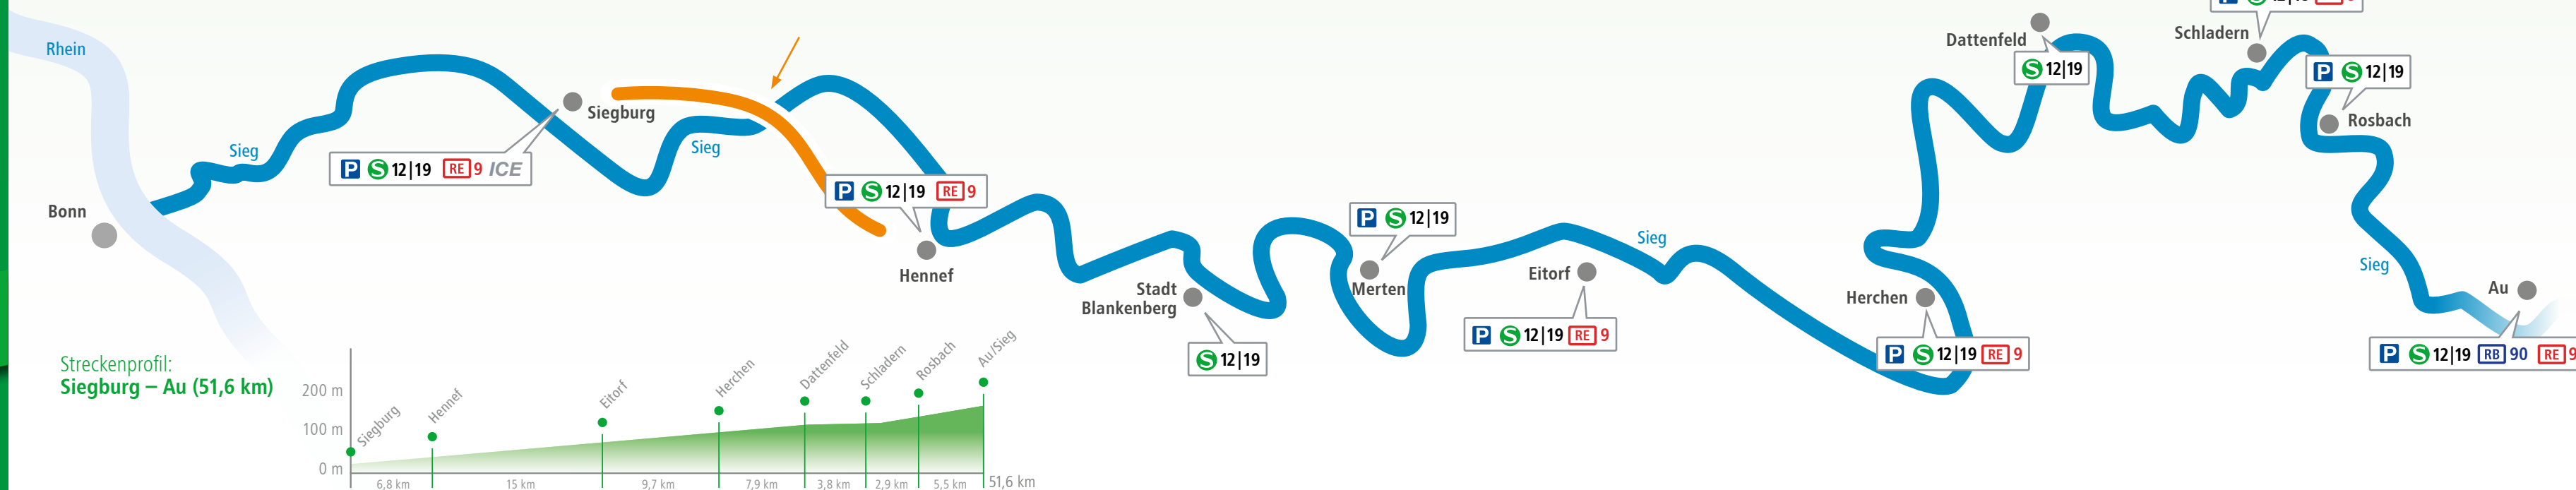 Rhein
Bonn
Sieg
Siegburg
P S 12|19 RE 9 ICE
Sieg
P S 12|19 RE 9
Hennef
Stadt
Blankenberg
S 12|19
P S 12|19
Merten
Eitorf
P S 12|19 RE 9
Sieg
Herchen
P S 12|19 RE 9
Dattenfeld
S 12|19
Schladern
P S 12|19
Rosbach
Sieg
Au
P S 12|19 RB 90 RE 9
Streckenprofil:
Siegburg – Au (51,6 km)
200 m
100 m
0 m
Siegburg
Hennef
Eitorf
Herchen
Dattenfeld
Schladern
Rosbach
Au/Sieg
6,8 km
15 km
9,7 km
7,9 km
3,8 km
2,9 km
5,5 km
51,6 km